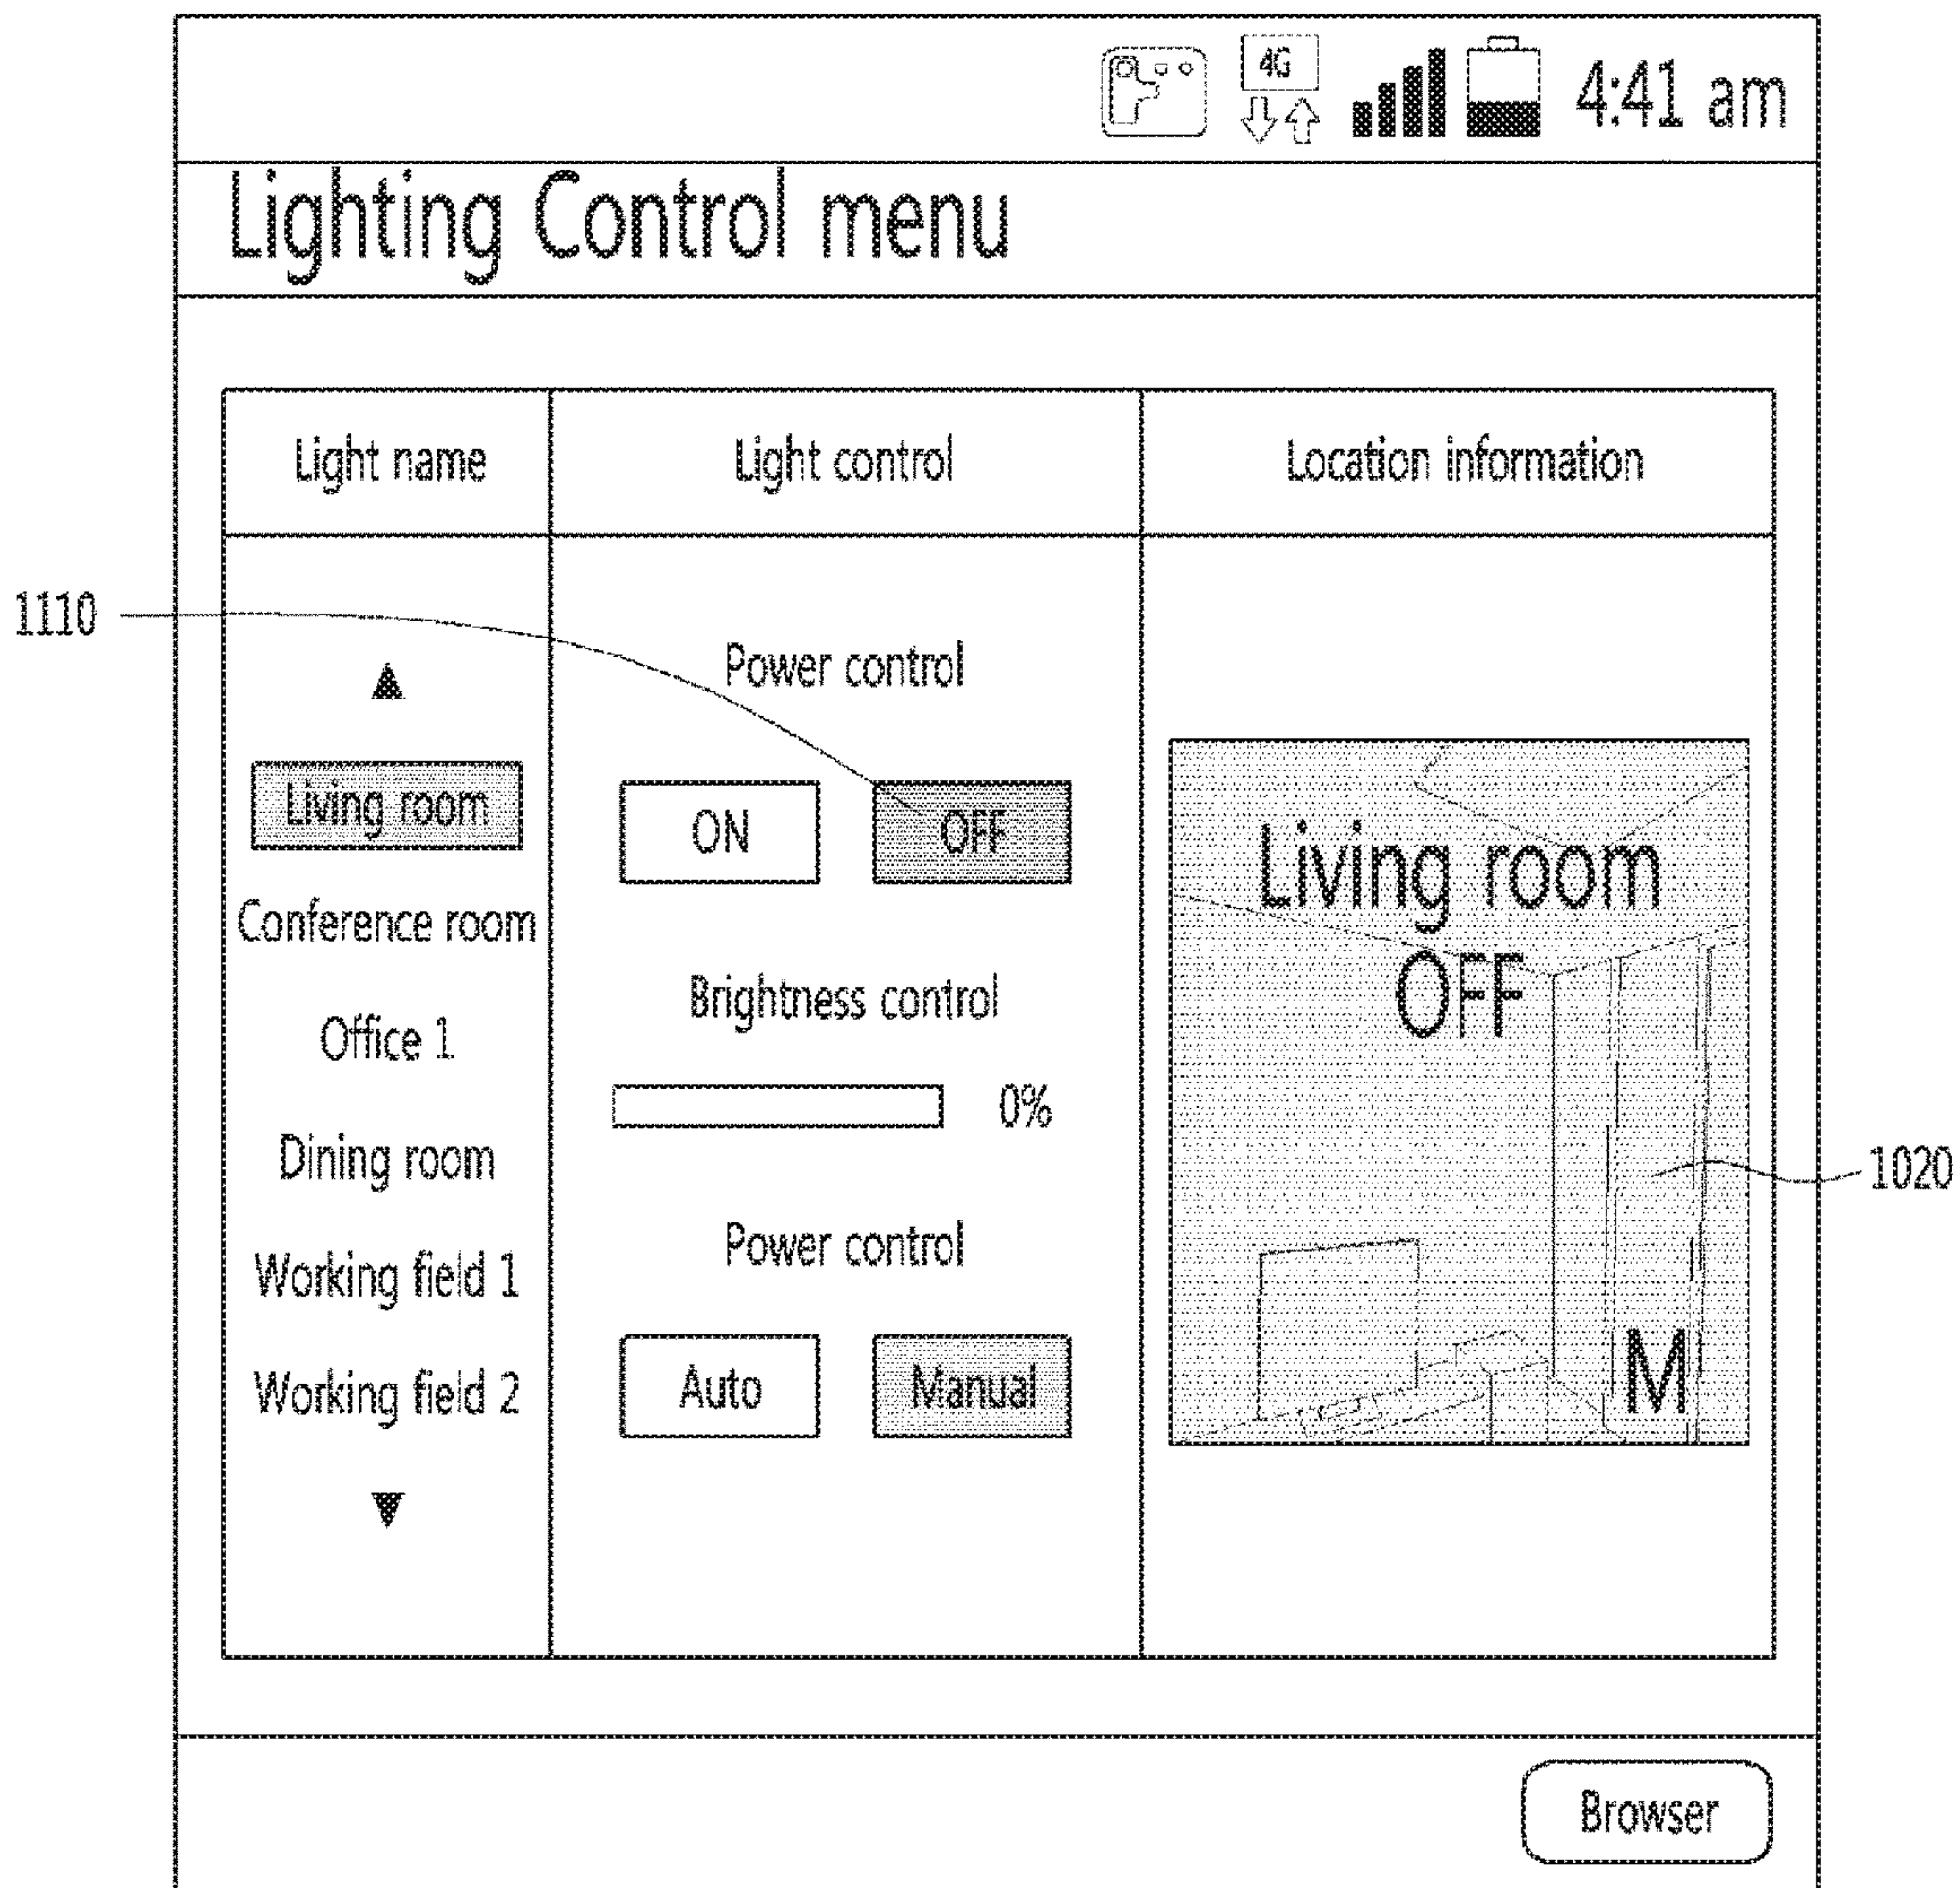 4G
4:41 am
Lighting Control menu
Light name
Light control
Location information
1110
▲
Living room
Conference room
Office 1
Dining room
Working field 1
Working field 2
▼
Power control
ON
OFF
Brightness control
0%
Power control
Auto
Manual
Living room
OFF
M
1020
Browser